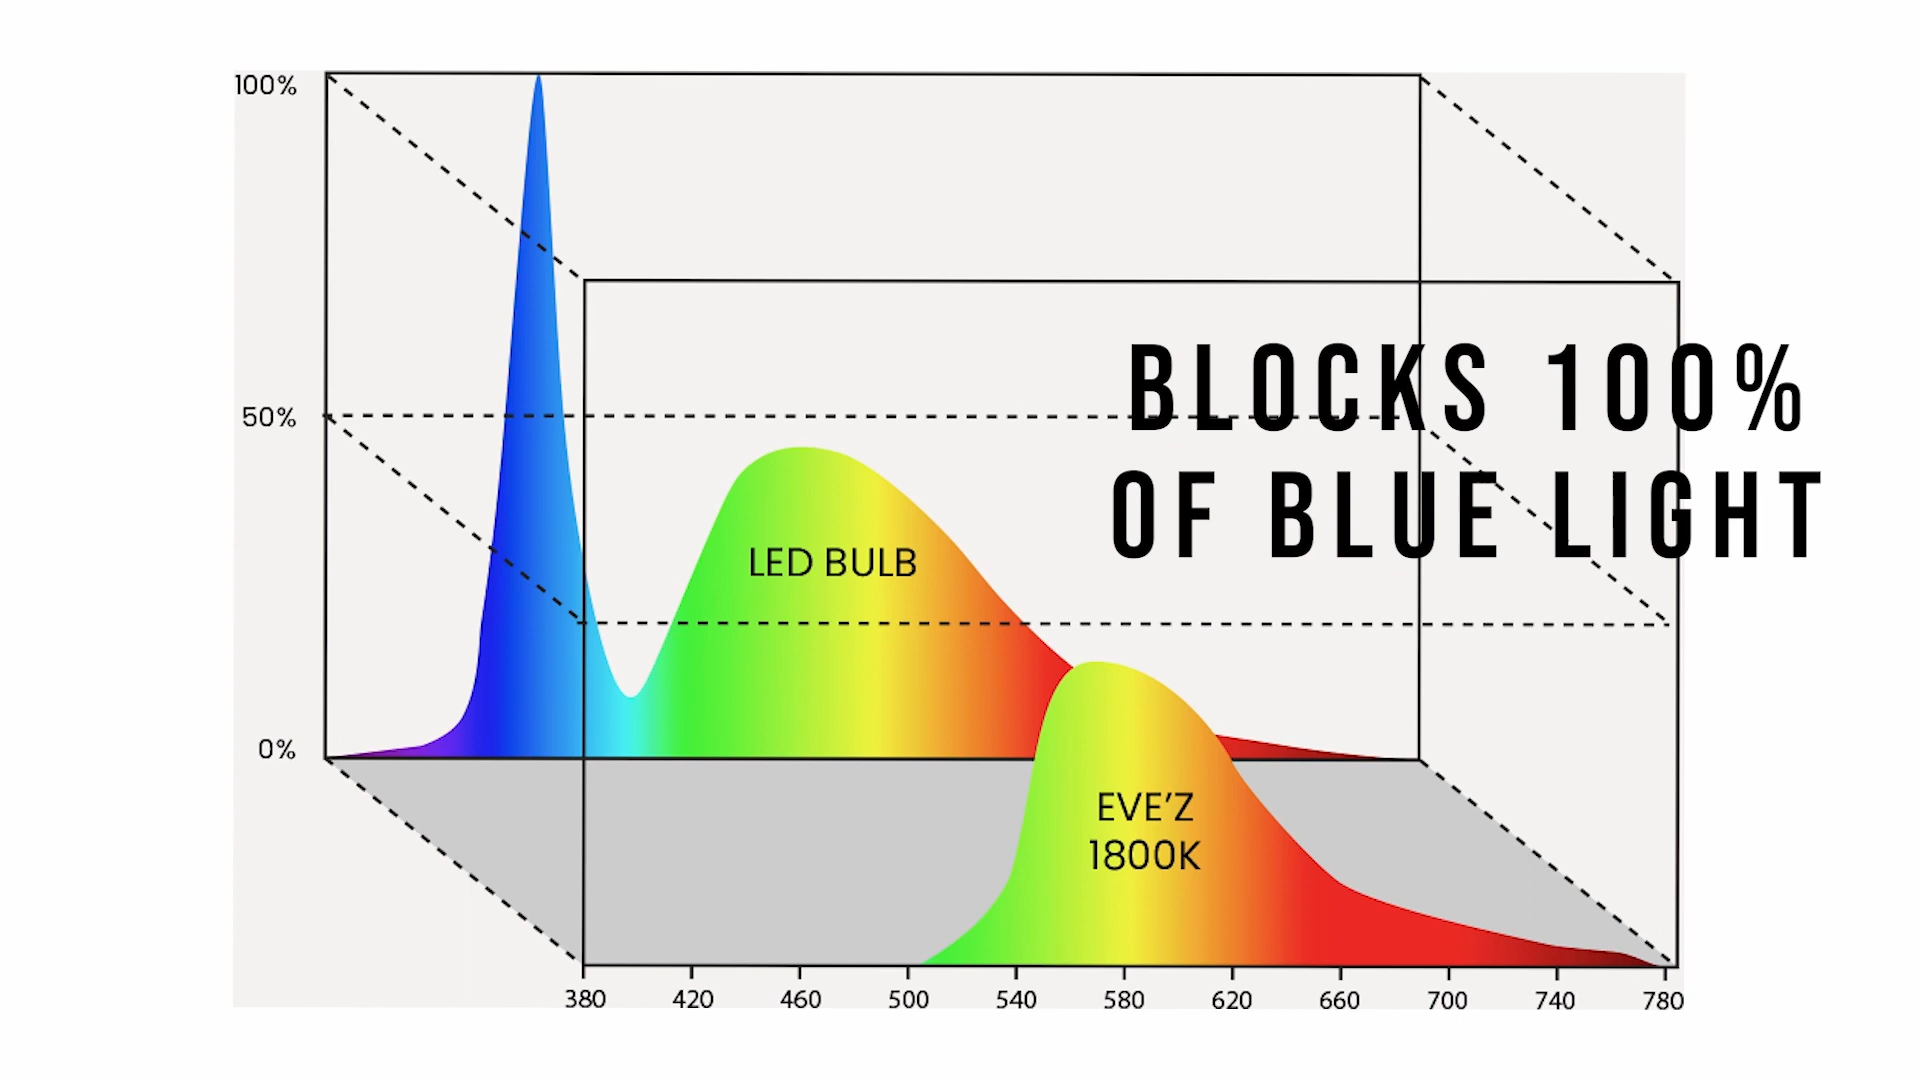 100%
BLOCKS 100%
50%
OF BLUE LIGHT
LED BULB
0%
EVE’Z
1800K
380 420 460 500 540 580 620 660 700 740 780